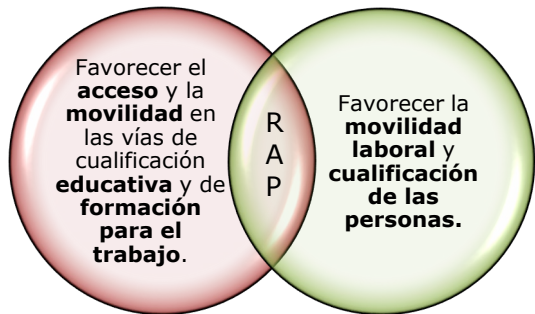 Favorecer el
acceso y la
movilidad en
las vías de
cualificación
educativa y de
formación
para el
trabajo.
R
A
P
Favorecer la
movilidad
laboral y
cualificación
de las
personas.